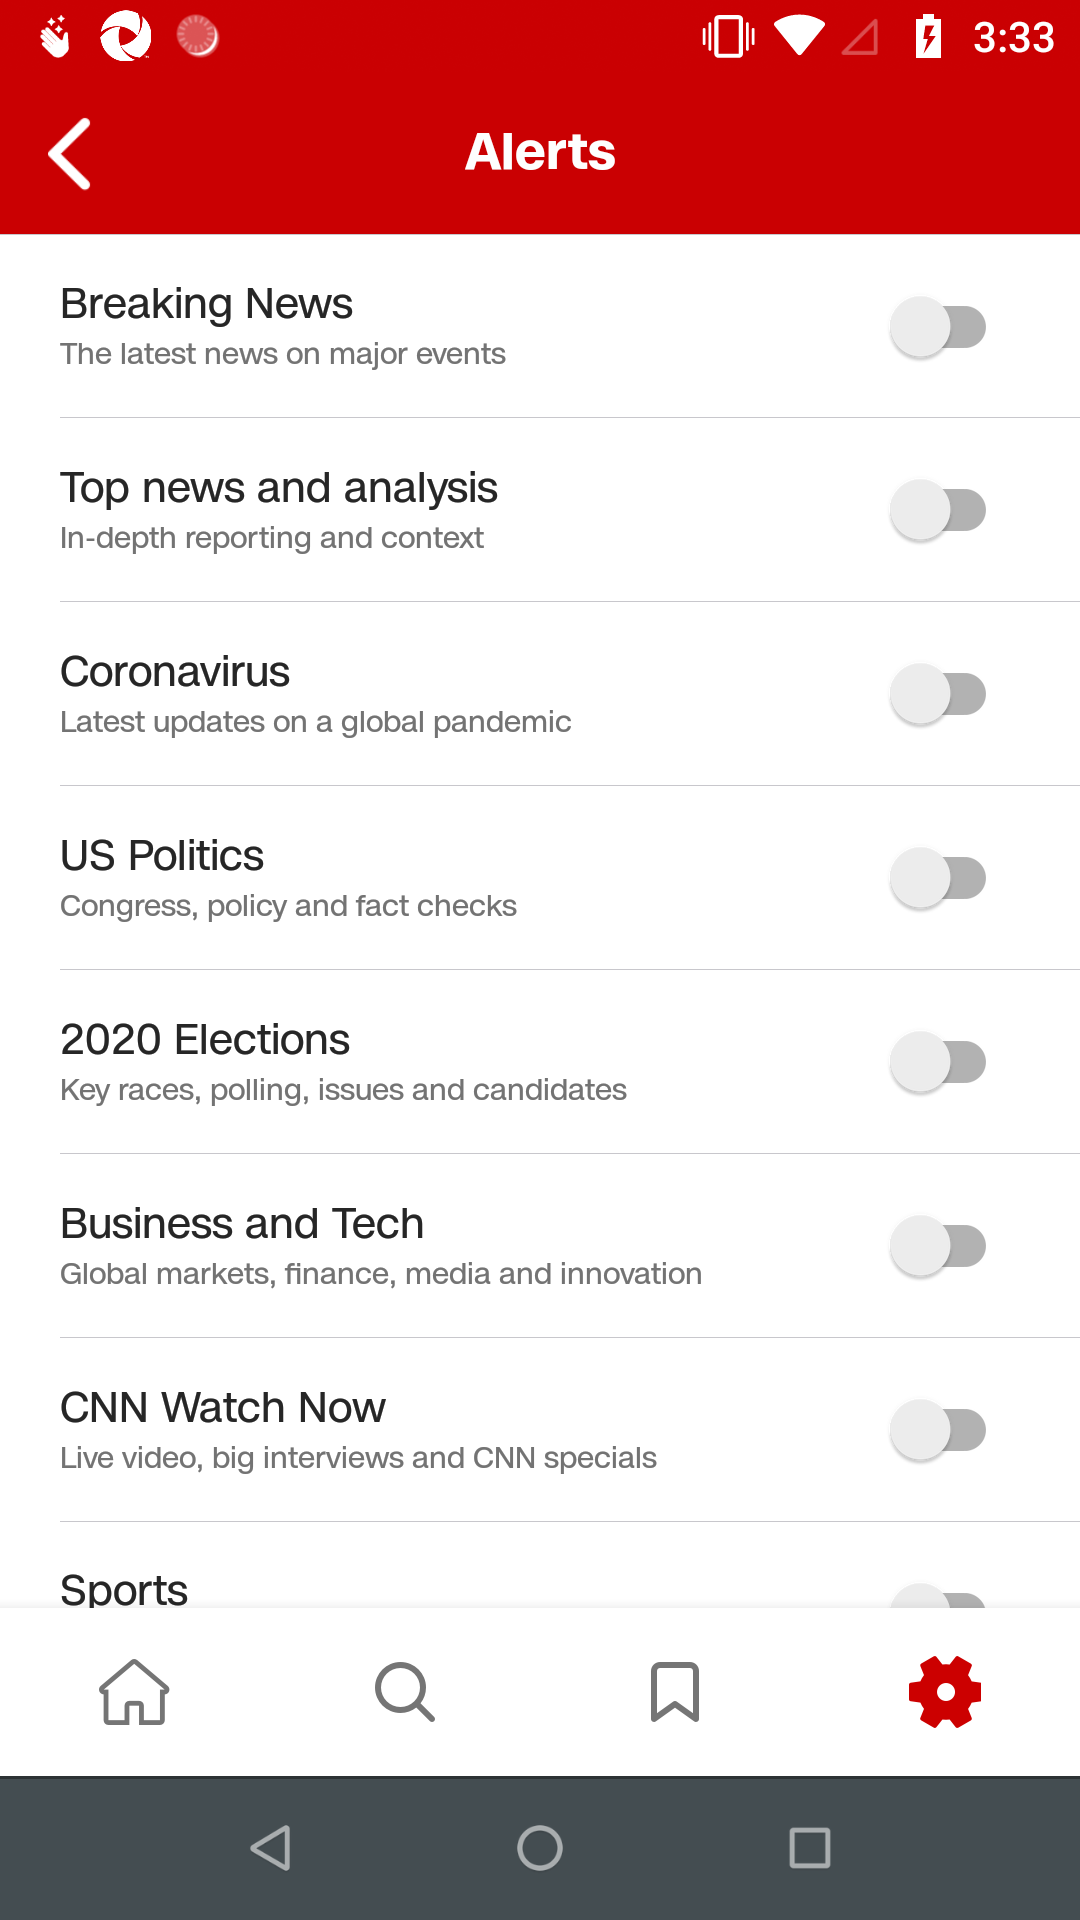 3:33
Alerts
Breaking News
The latest news on major events
Top news and analysis
In-depth reporting and context
Coronavirus
Latest updates on a global pandemic
US Politics
Congress, policy and fact checks
2020 Elections
Key races, polling, issues and candidates
Business and Tech
Global markets, finance, media and innovation
CNN Watch Now
Live video, big interviews and CNN specials
Sports